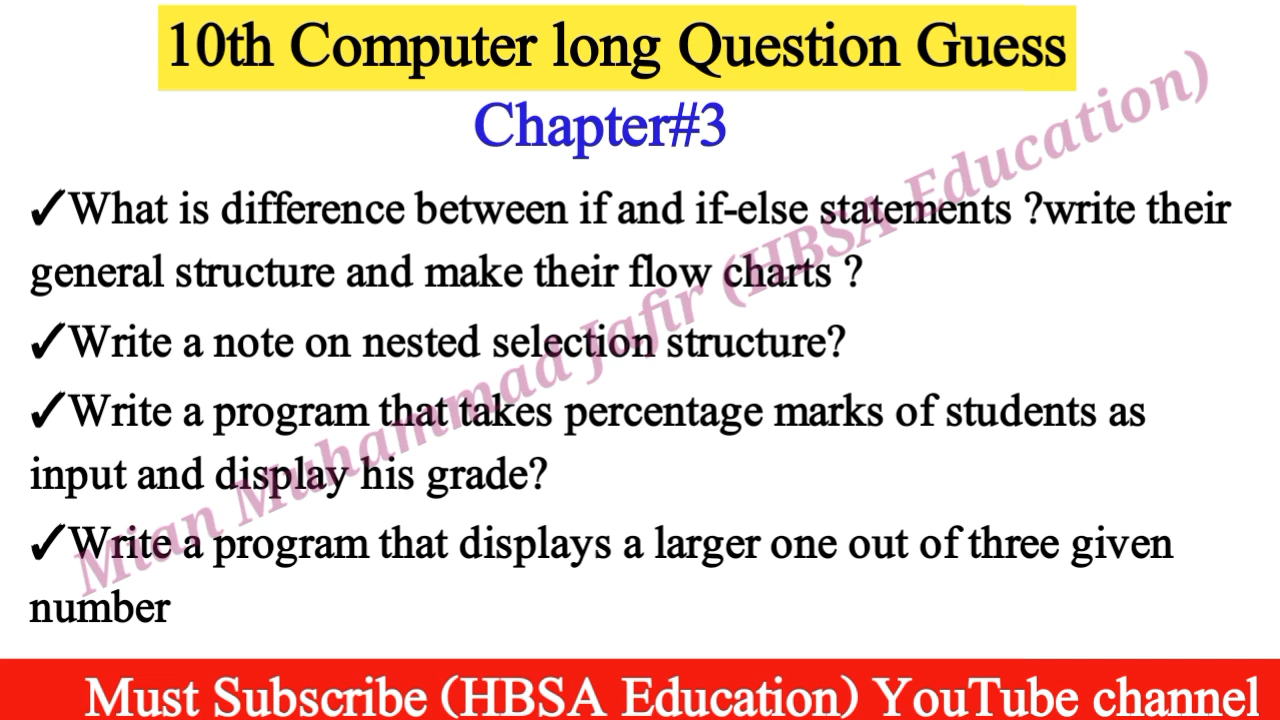 10th Computer long Question Guess
Chapter#3
✓What is difference between if and if-else statements ?write their
general structure and make their flow charts ?
✓Write a note on nested selection structure?
✓Write a program that takes percentage marks of students as
input and display his grade?
✓Write a program that displays a larger one out of three given
number
Mian Muhammad Jafir (HBSA Education)
Must Subscribe (HBSA Education) YouTube channel